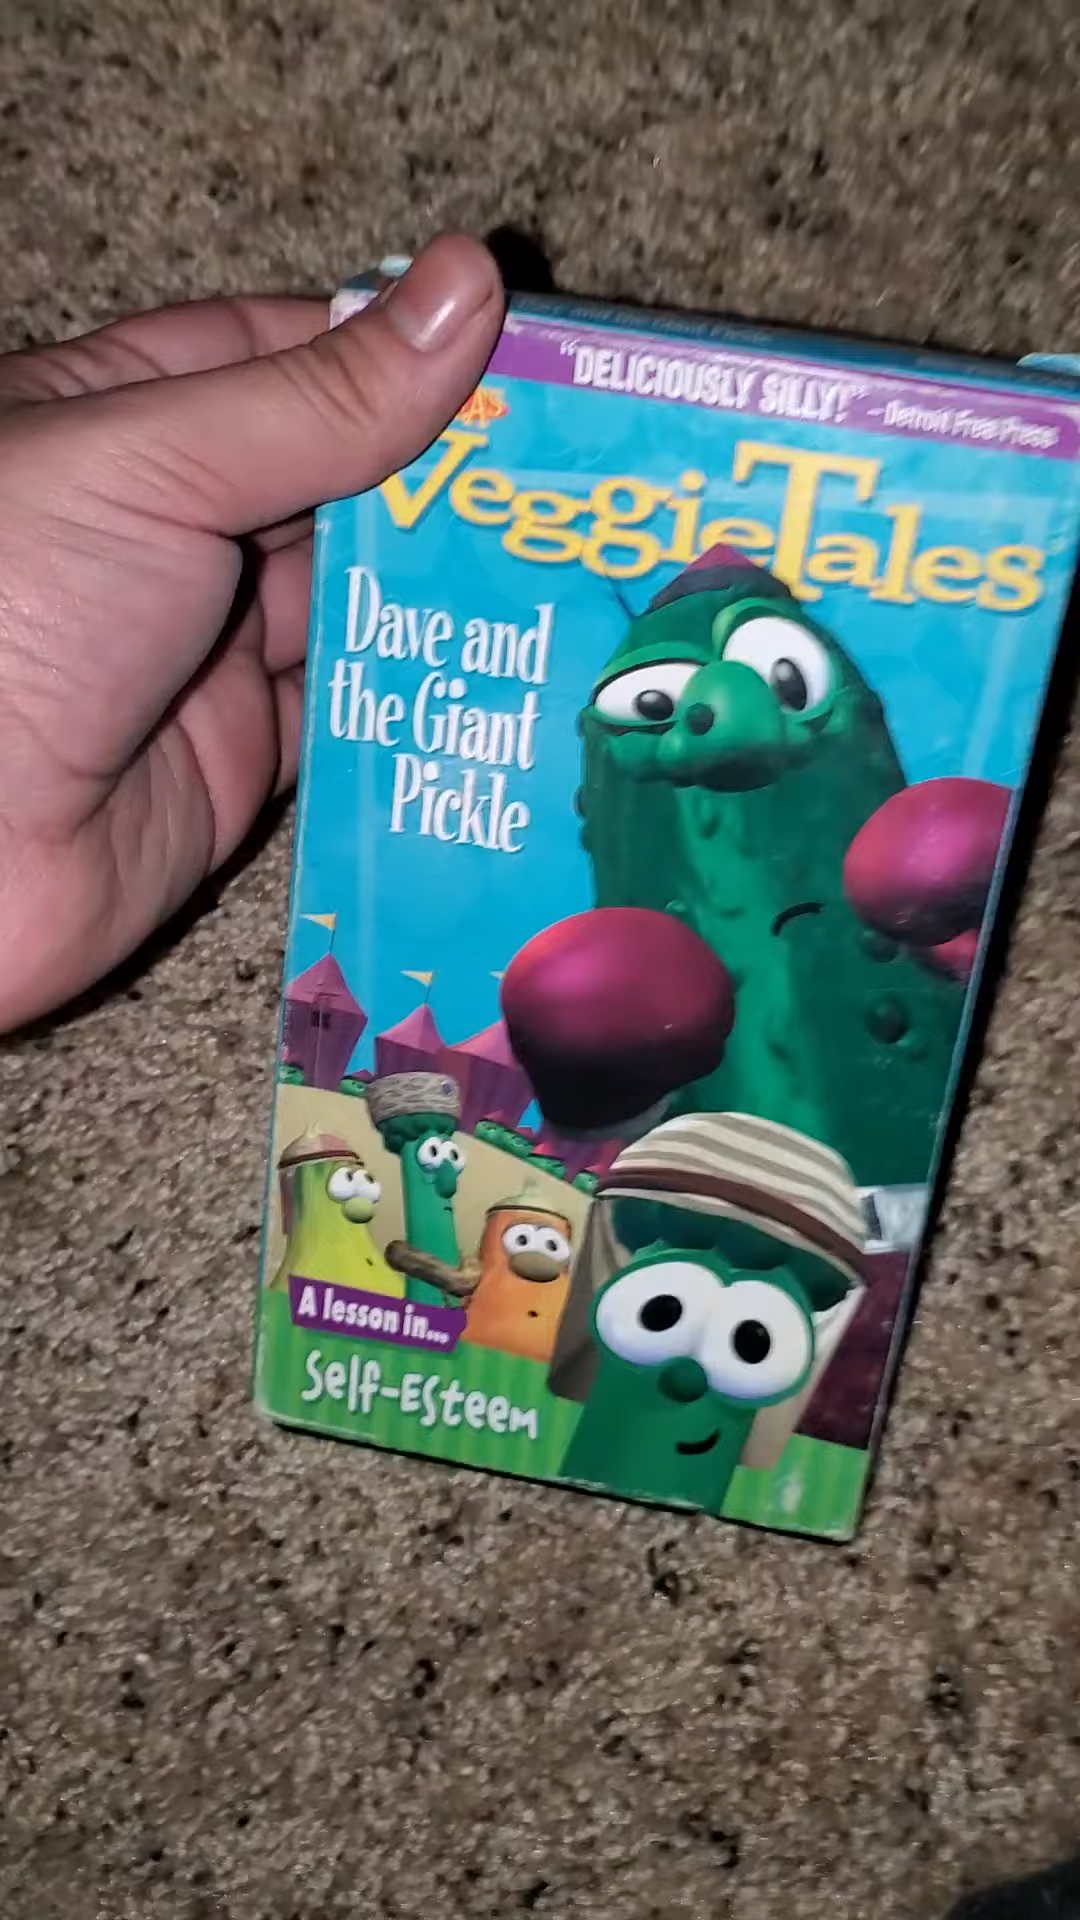 "DELICIOUSLY SILLY!" -Detroit Free Press
VeggieTales
Dave and
the Giant
Pickle
A lesson in...
Self-Esteem